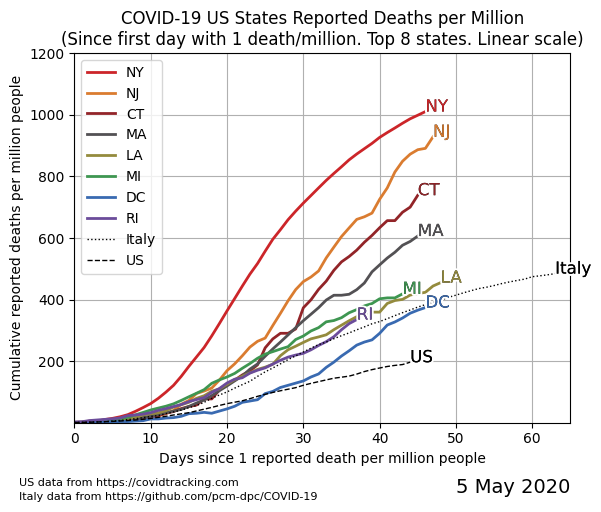 COVID-19 US States Reported Deaths per Million
(Since first day with 1 death/million. Top 8 states. Linear scale)
Cumulative reported deaths per million people
1200
1000
800
600
400
200
NY
NJ
CT
MA
LA
MI
DC
RI
Italy
US
NY
NJ
CT
MA
Italy
LA
MI
DC
RI
US
0 10 20 30 40 50 60
Days since 1 reported death per million people
US data from https://covidtracking.com
Italy data from https://github.com/pcm-dpc/COVID-19
5 May 2020